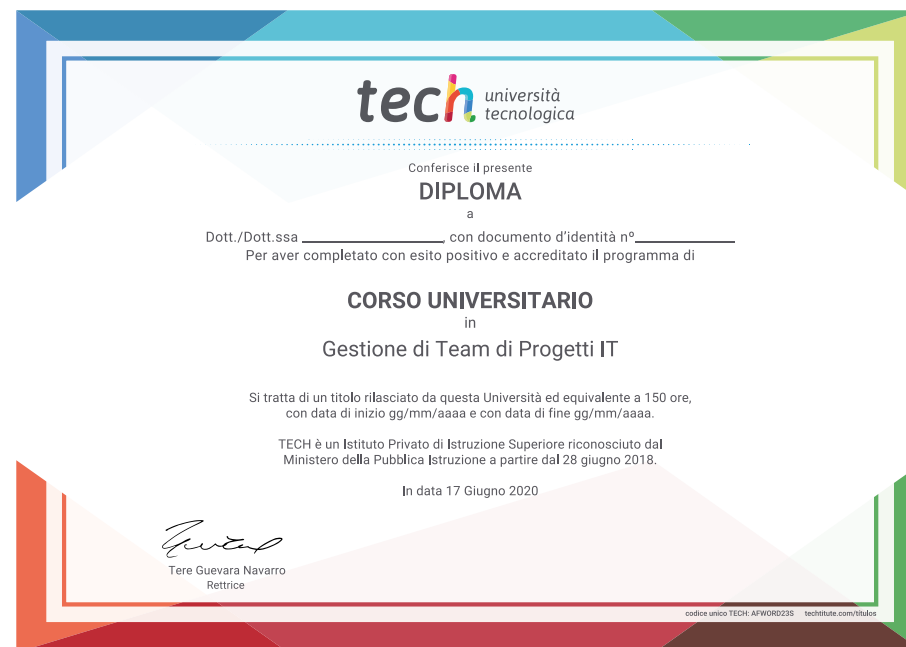 tech università
tecnologica
Conferisce il presente
DIPLOMA
a
Dott./Dott.ssa ________________, con documento d'identità nº____________
Per aver completato con esito positivo e accreditato il programma di
CORSO UNIVERSITARIO
in
Gestione di Team di Progetti IT
Si tratta di un titolo rilasciato da questa Università ed equivalente a 150 ore,
con data di inizio gg/mm/aaaa e con data di fine gg/mm/aaaa.
TECH è un Istituto Privato di Istruzione Superiore riconosciuto dal
Ministero della Pubblica Istruzione a partire dal 28 giugno 2018.
In data 17 Giugno 2020
Tere Guevara Navarro
Rettrice
codice unico TECH: AFWORD23S techtitute.com/titulos